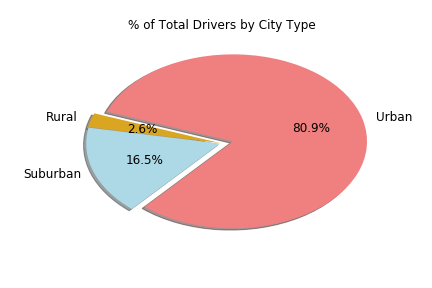 % of Total Drivers by City Type
Rural
2.6%
80.9%
Urban
16.5%
Suburban